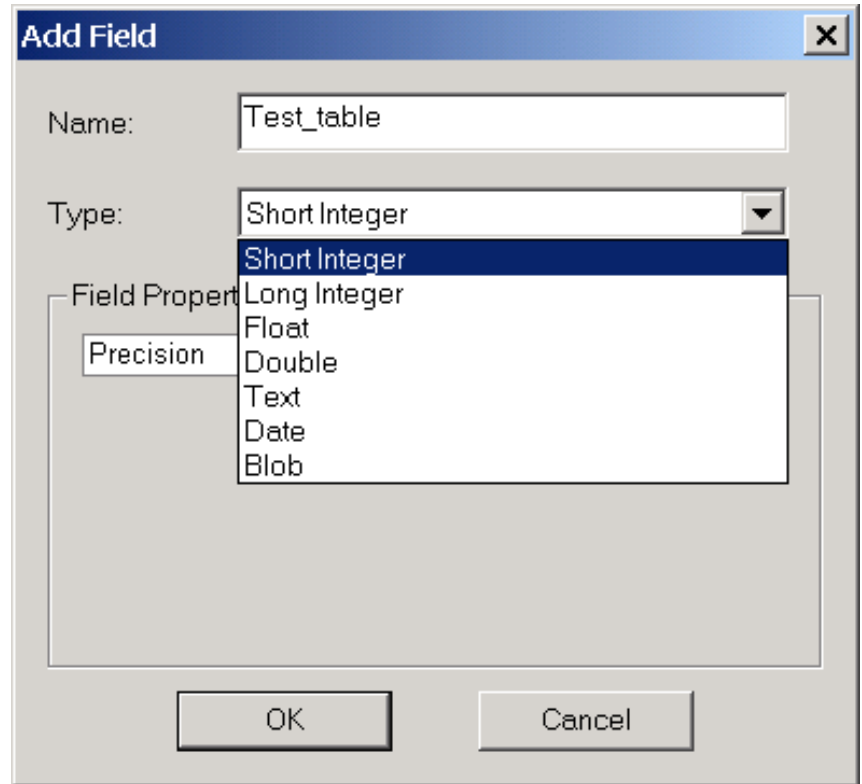 Add Field
Name:
Test_table
Type:
Short Integer
Short Integer
Long Integer
Float
Double
Text
Date
Blob
Field Propert
Precision
OK
Cancel